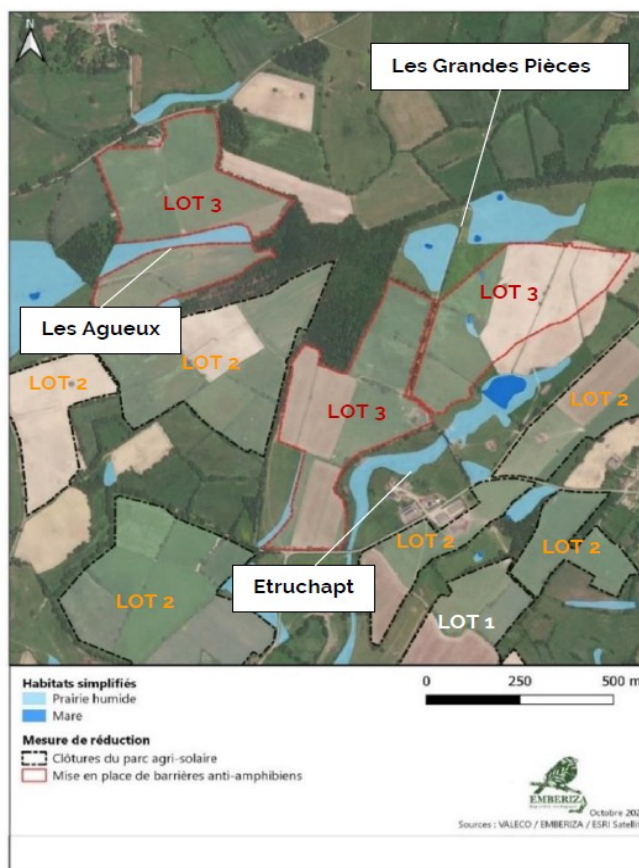 N
Les Grandes Pièces
LOT 3
LOT 3
Les Agueux
LOT 2
LOT 2
LOT 2
LOT 3
LOT 2
LOT 2
LOT 2
Etruchapt
LOT 1
Habitats simplifiés
Prairie humide
Mare
0 250 500 m
Mesure de réduction
Clôtures du parc agri-solaire
Mise en place de barrières anti-amphibiens
EMBERIZA
Octobre 202
Sources : VALECO / EMBERIZA / ESRI Satellit